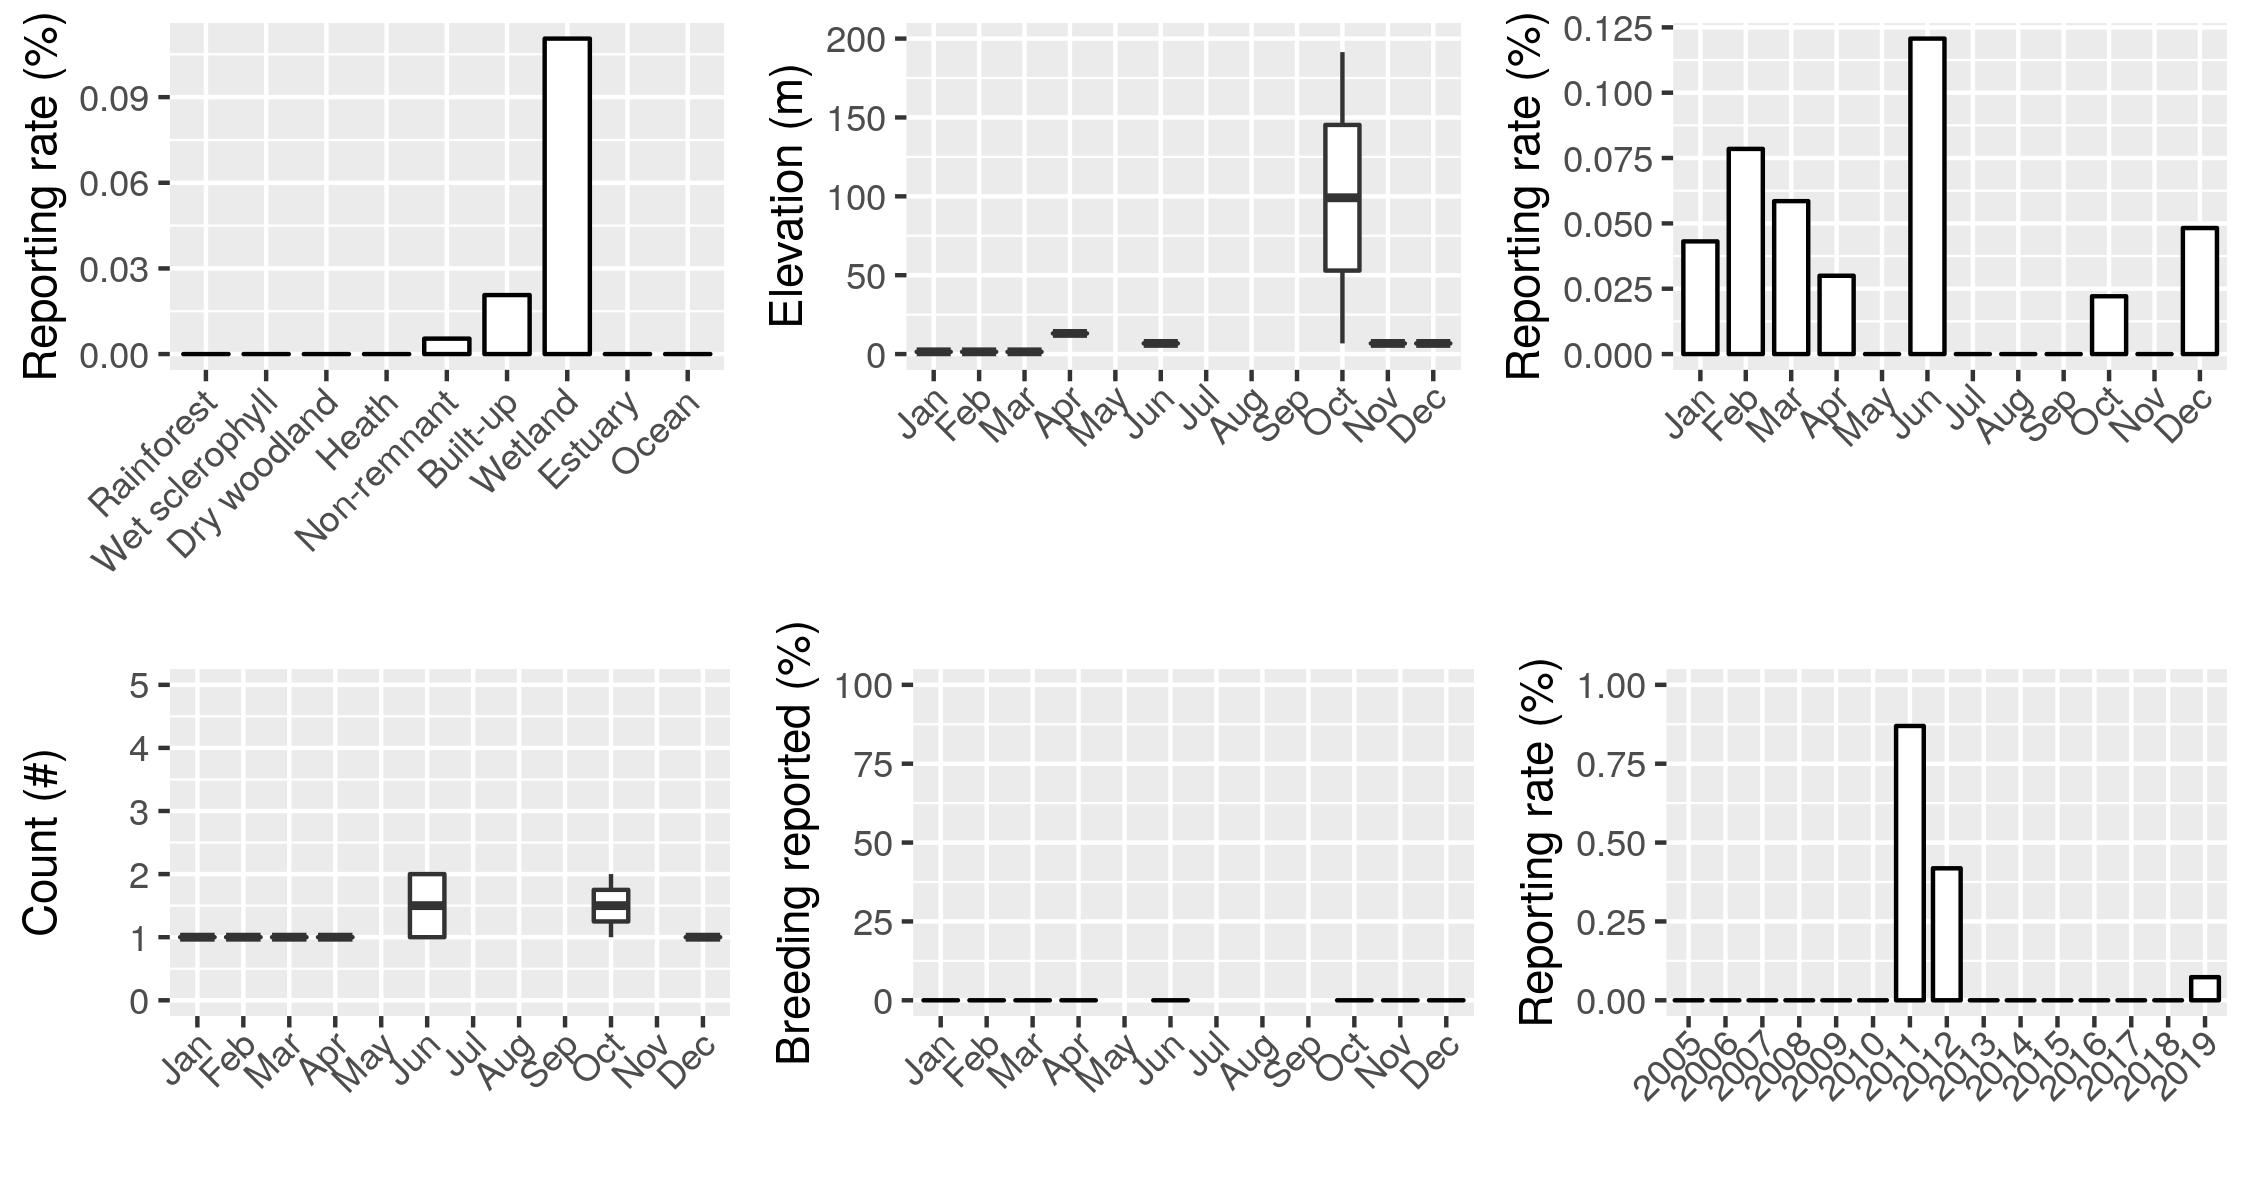 Reporting rate (%)
0.09
0.06
0.03
0.00
Rainforest
Wet sclerophyll
Dry woodland
Heath
Non-remnant
Built-up
Wetland
Estuary
Ocean
Elevation (m)
200
150
100
50
0
Jan
Feb
Mar
Apr
May
Jun
Jul
Aug
Sep
Oct
Nov
Dec
Reporting rate (%)
0.125
0.100
0.075
0.050
0.025
0.000
Jan
Feb
Mar
Apr
May
Jun
Jul
Aug
Sep
Oct
Nov
Dec
Count (#)
5
4
3
2
1
0
Jan
Feb
Mar
Apr
May
Jun
Jul
Aug
Sep
Oct
Nov
Dec
Breeding reported (%)
100
75
50
25
0
Jan
Feb
Mar
Apr
May
Jun
Jul
Aug
Sep
Oct
Nov
Dec
Reporting rate (%)
1.00
0.75
0.50
0.25
0.00
2005
2006
2007
2008
2009
2010
2011
2012
2013
2014
2015
2016
2017
2018
2019